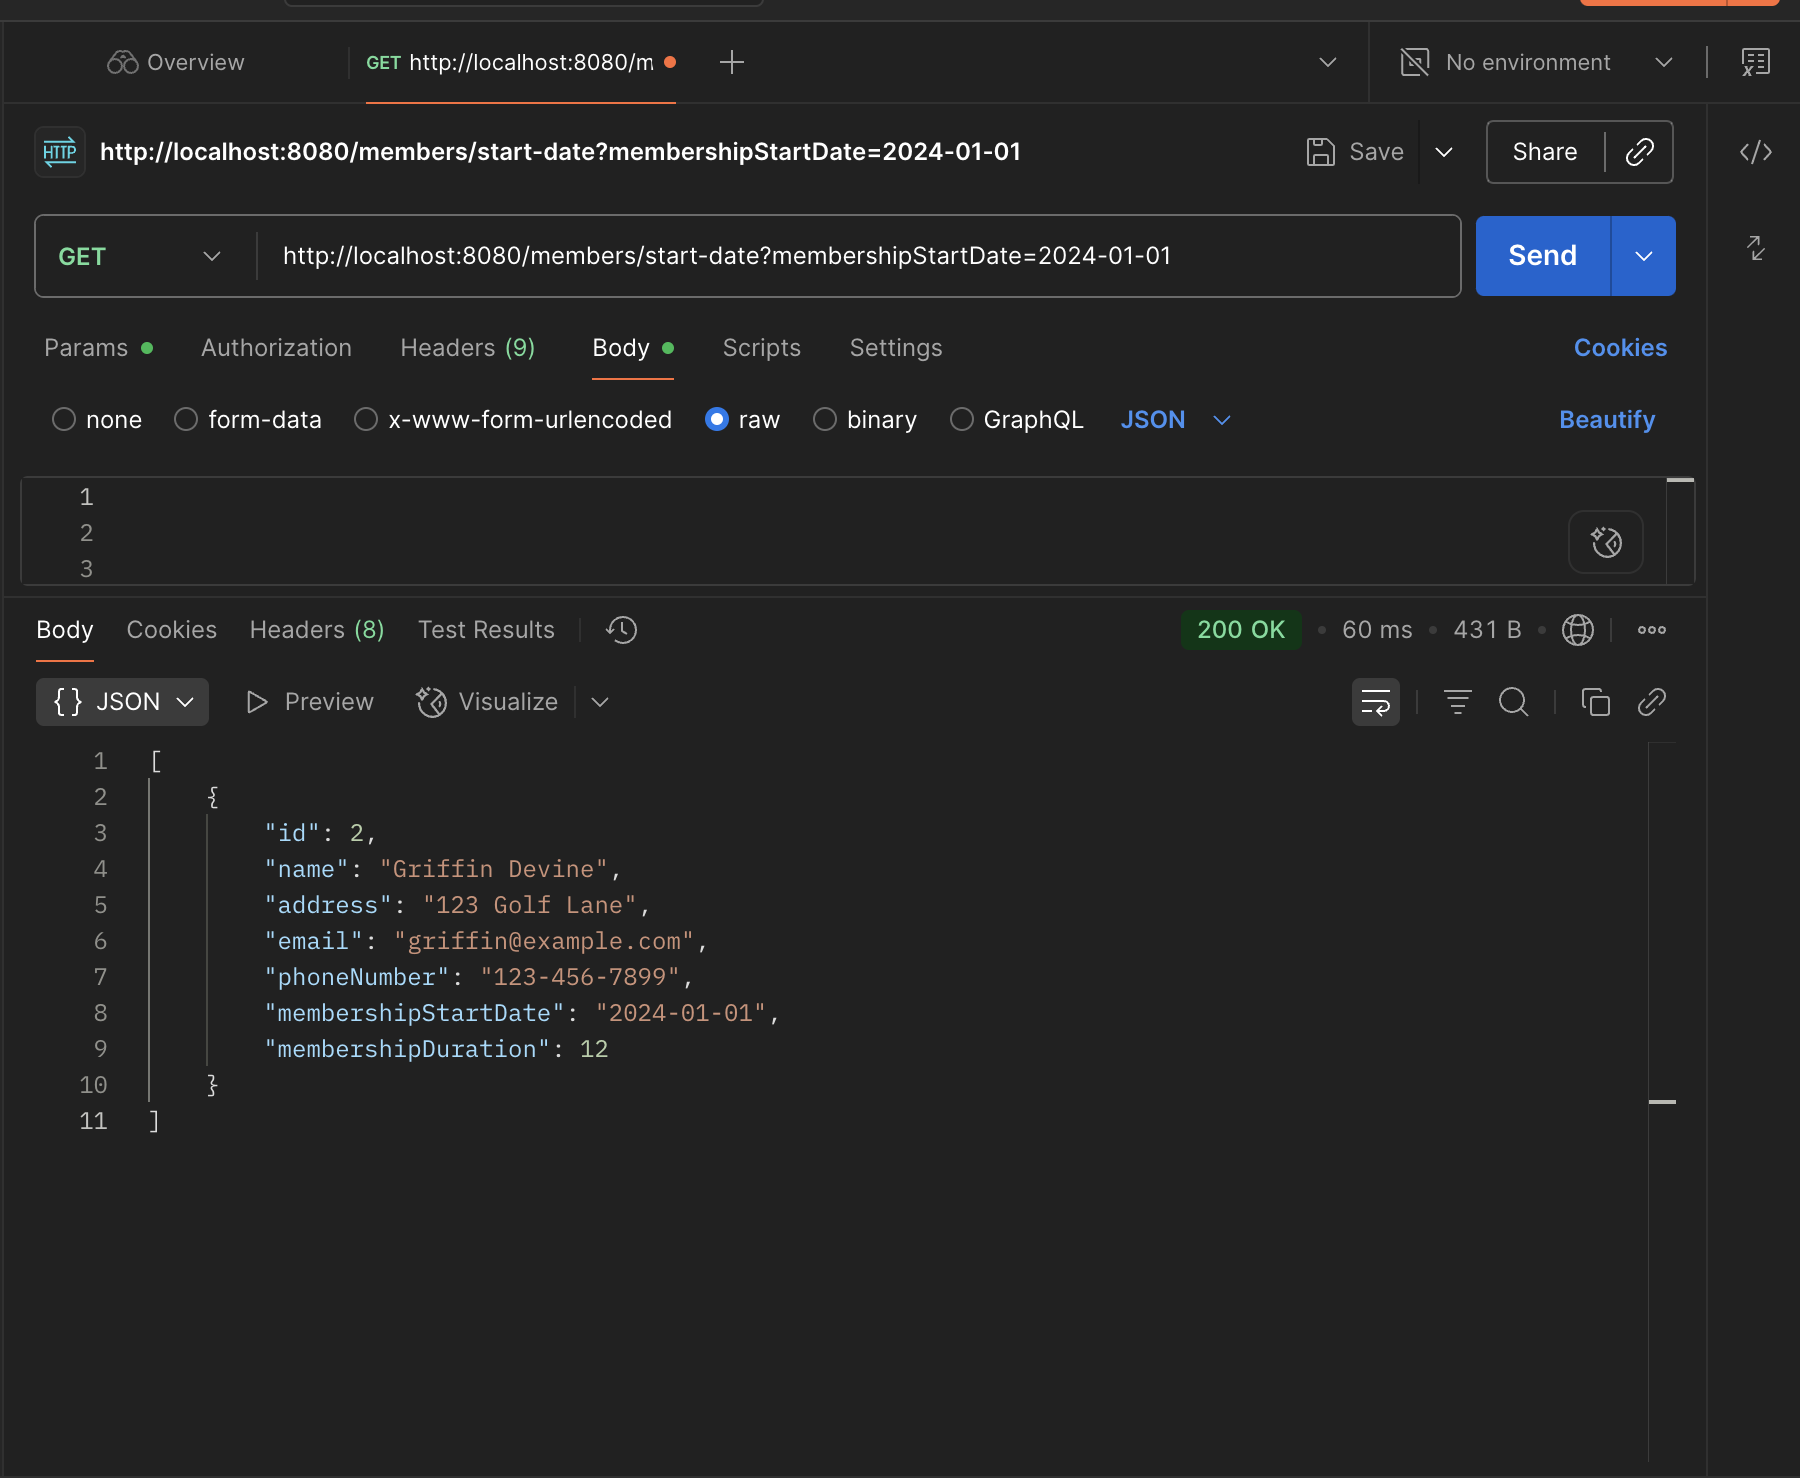 Overview
GET http://localhost:8080/m
No environment
HTTP
http://localhost:8080/members/start-date?membershipStartDate=2024-01-01
Save
Share
GET
http://localhost:8080/members/start-date?membershipStartDate=2024-01-01
Send
Params
Authorization
Headers (9)
Body
Scripts
Settings
Cookies
none
form-data
x-www-form-urlencoded
raw
binary
GraphQL
JSON
Beautify
1
2
3
Body
Cookies
Headers (8)
Test Results
200 OK
60 ms
431 B
{} JSON
Preview
Visualize
1 [
2 {
3 "id": 2,
4 "name": "Griffin Devine",
5 "address": "123 Golf Lane",
6 "email": "griffin@example.com",
7 "phoneNumber": "123-456-7899",
8 "membershipStartDate": "2024-01-01",
9 "membershipDuration": 12
10 }
11 ]